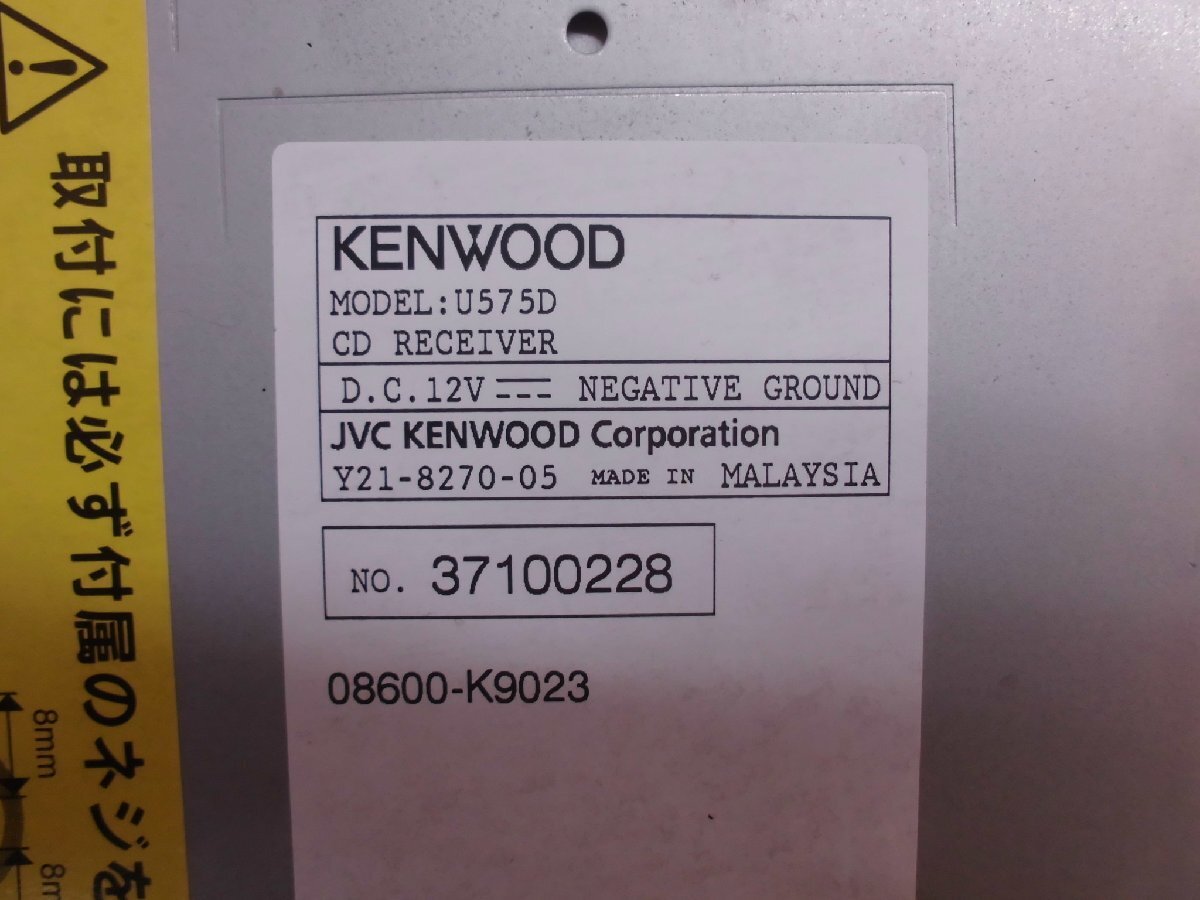 取付には必ず付属のネジを
8mm
KENWOOD
MODEL:U575D
CD RECEIVER
D.C.12V NEGATIVE GROUND
JVC KENWOOD Corporation
Y21-8270-05 MADE IN MALAYSIA
NO. 37100228
08600-K9023